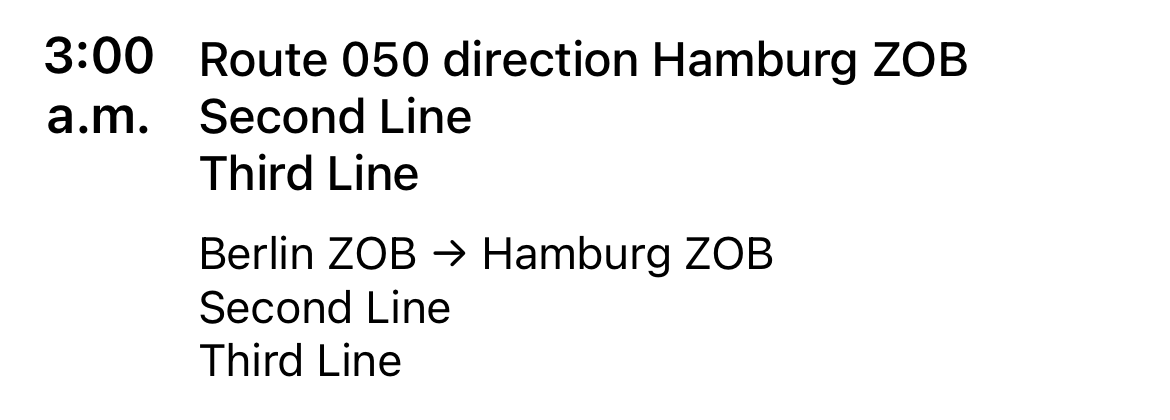 3:00
a.m.
Route 050 direction Hamburg ZOB
Second Line
Third Line
Berlin ZOB → Hamburg ZOB
Second Line
Third Line